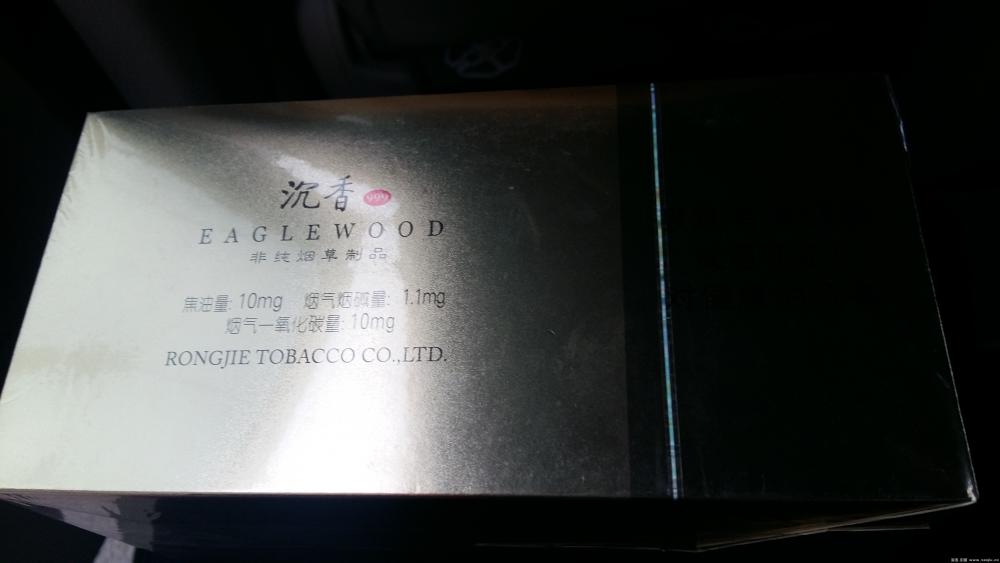 沉香 999
EAGLEWOOD
非纯烟草制品
焦油量: 10mg 烟气烟碱量: 1.1mg
烟气一氧化碳量: 10mg
RONGJIE TOBACCO CO.,LTD.